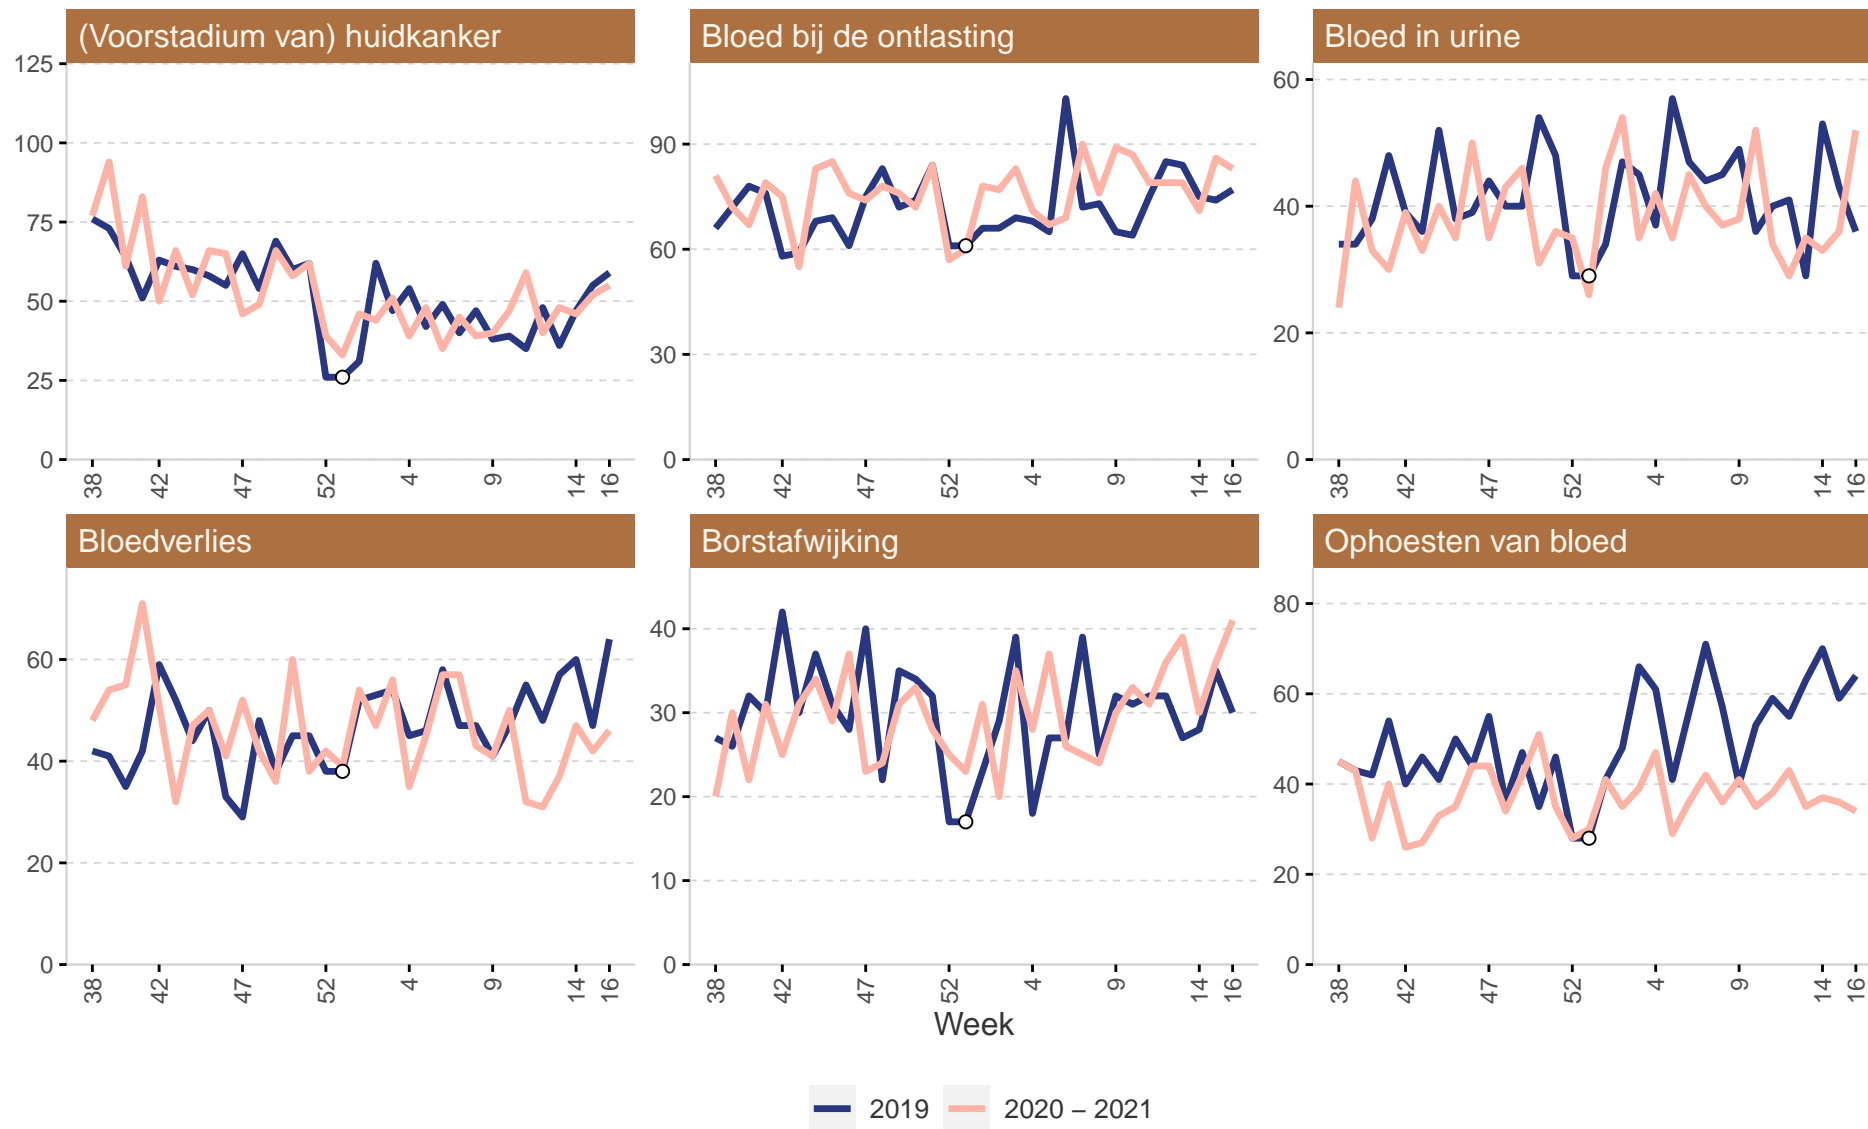 (Voorstadium van) huidkanker
Bloed bij de ontlasting
Bloed in urine
125
100
75
50
25
0
90
60
30
0
60
40
20
0
38 42 47 52 4 9 14 16
38 42 47 52 4 9 14 16
38 42 47 52 4 9 14 16
Bloedverlies
Borstafwijking
Ophoesten van bloed
60
40
20
0
40
30
20
10
0
80
60
40
20
0
38 42 47 52 4 9 14 16
38 42 47 52 4 9 14 16
38 42 47 52 4 9 14 16
Week
2019 2020 – 2021